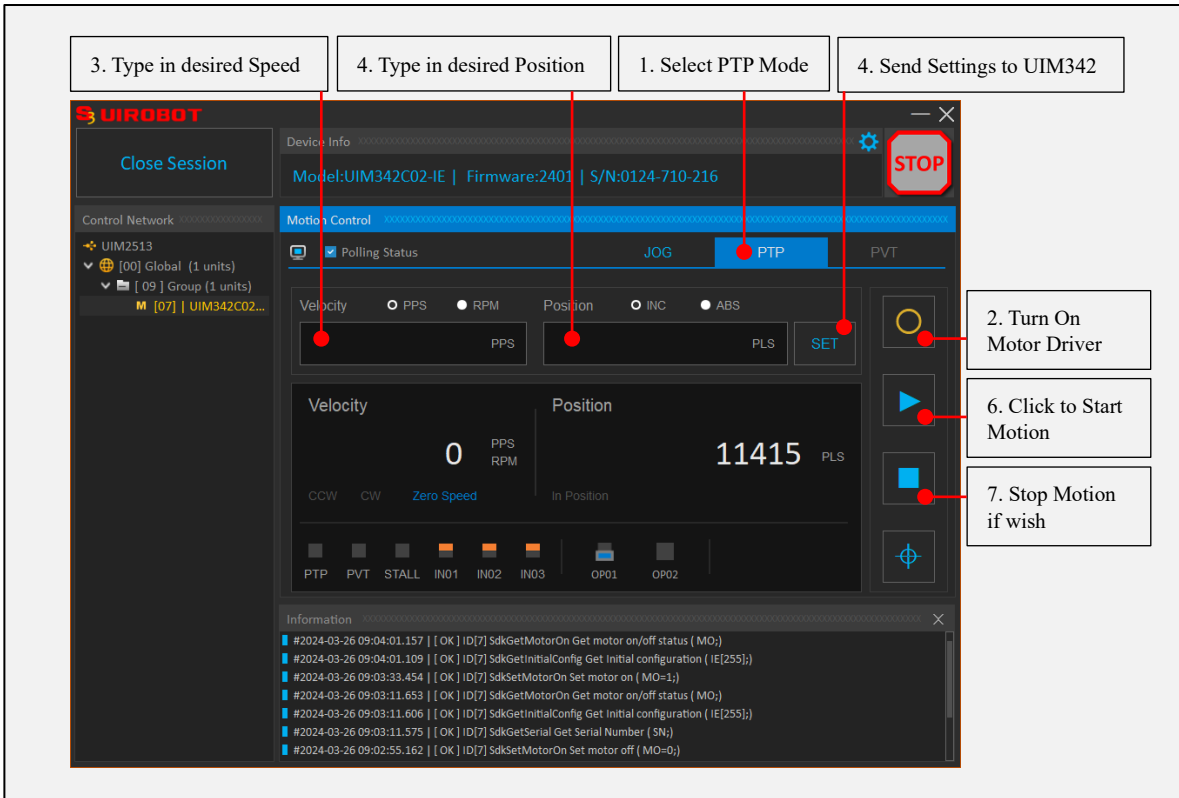 3. Type in desired Speed
4. Type in desired Position
1. Select PTP Mode
4. Send Settings to UIM342
S3 UIROBOT
Close Session
Device Info
STOP
Model:UIM342C02-IE | Firmware:2401 | S/N:0124-710-216
Control Network
Motion Control
UIM2513
[00] Global (1 units)
[ 09 ] Group (1 units)
M [07] | UIM342C02...
Polling Status
JOG
PTP
PVT
Velocity
PPS
RPM
Position
INC
ABS
PPS
PLS
SET
2. Turn On
Motor Driver
Velocity
Position
0
PPS
RPM
11415
PLS
6. Click to Start
Motion
CCW
CW
Zero Speed
In Position
7. Stop Motion
if wish
PTP
PVT
STALL
IN01
IN02
IN03
OP01
OP02
Information
#2024-03-26 09:04:01.157 | [ OK ] ID[7] SdkGetMotorOn Get motor on/off status ( MO;)
#2024-03-26 09:04:01.109 | [ OK ] ID[7] SdkGetInitialConfig Get Initial configuration ( IE[255];)
#2024-03-26 09:03:33.454 | [ OK ] ID[7] SdkSetMotorOn Set motor on ( MO=1;)
#2024-03-26 09:03:11.653 | [ OK ] ID[7] SdkGetMotorOn Get motor on/off status ( MO;)
#2024-03-26 09:03:11.606 | [ OK ] ID[7] SdkGetInitialConfig Get Initial configuration ( IE[255];)
#2024-03-26 09:03:11.575 | [ OK ] ID[7] SdkGetSerial Get Serial Number ( SN;)
#2024-03-26 09:02:55.162 | [ OK ] ID[7] SdkSetMotorOn Set motor off ( MO=0;)